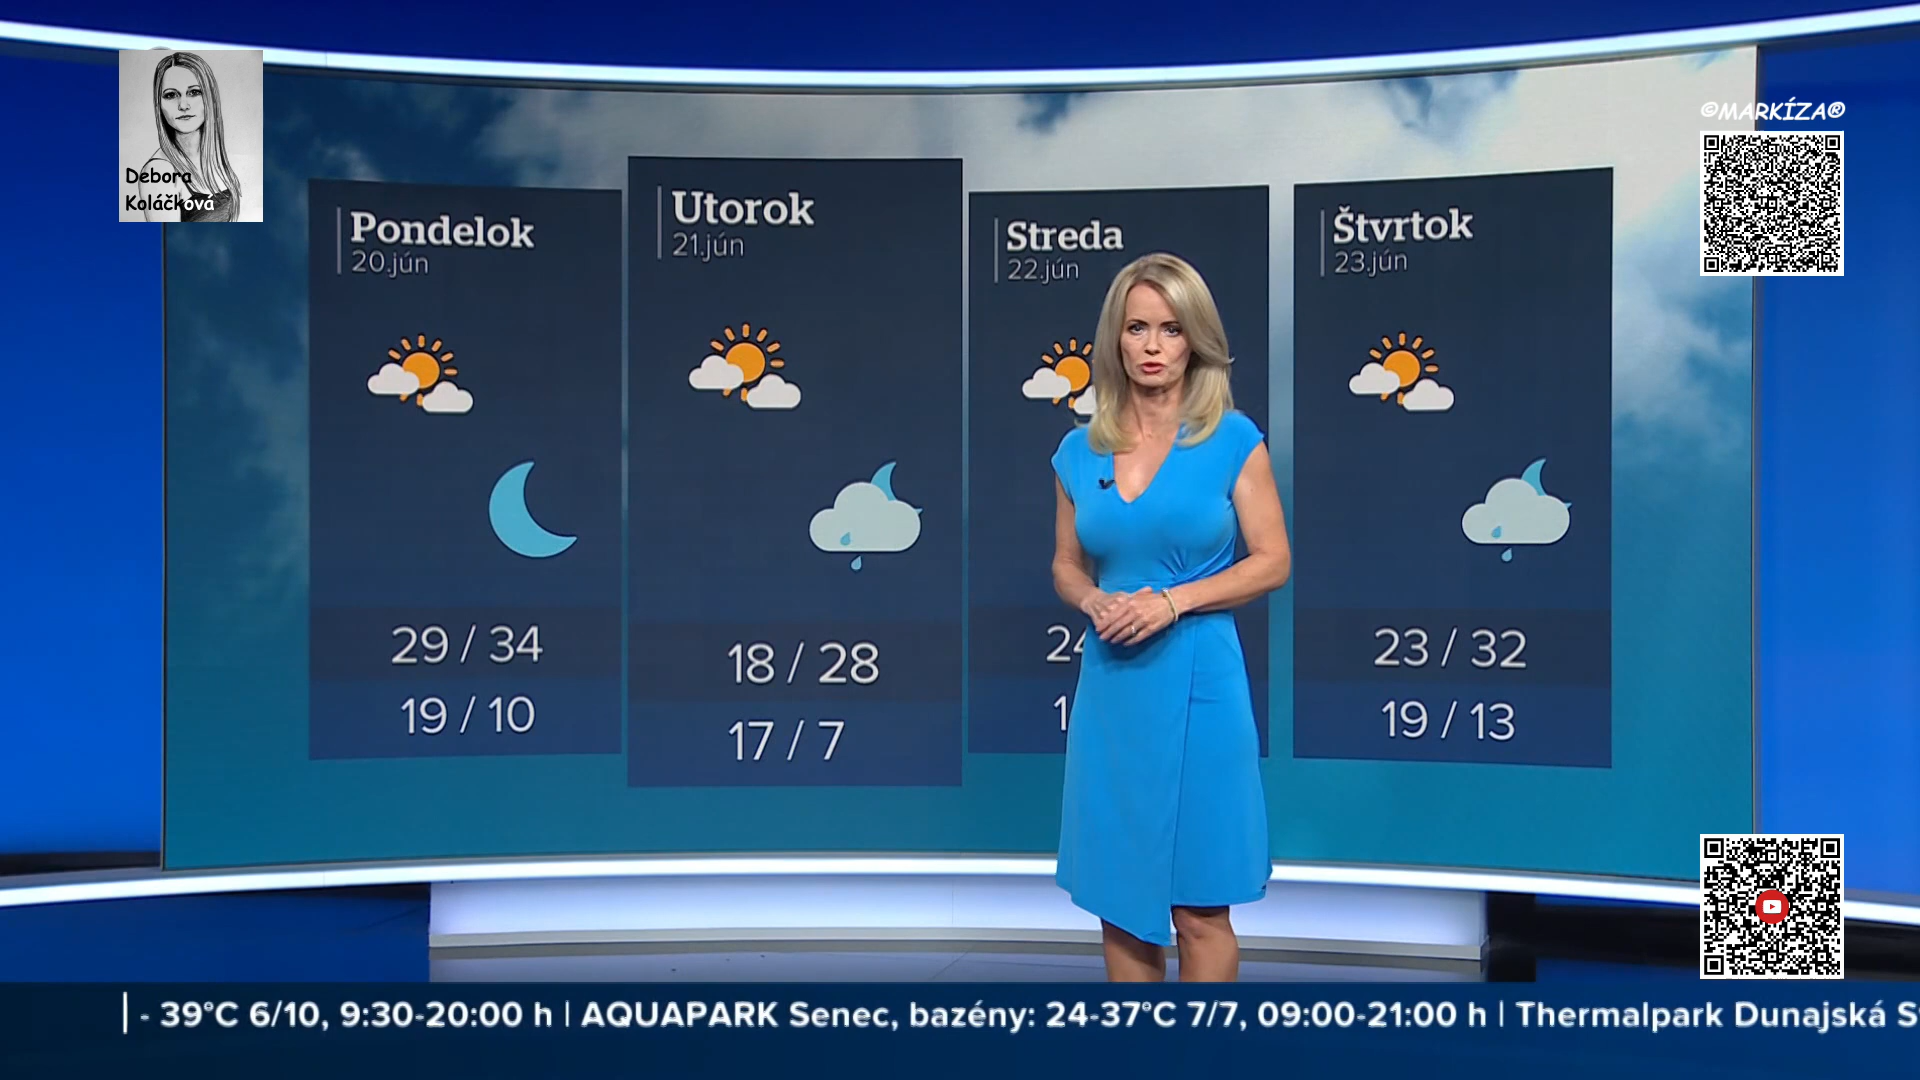 Debora
Koláčková
©MARKÍZA®
Pondelok
20.jún
29 / 34
19 / 10
Utorok
21.jún
18 / 28
17 / 7
Streda
22.jún
Štvrtok
23.jún
23 / 32
19 / 13
- 39°C 6/10, 9:30-20:00 h | AQUAPARK Senec, bazény: 24-37°C 7/7, 09:00-21:00 h | Thermalpark Dunajská